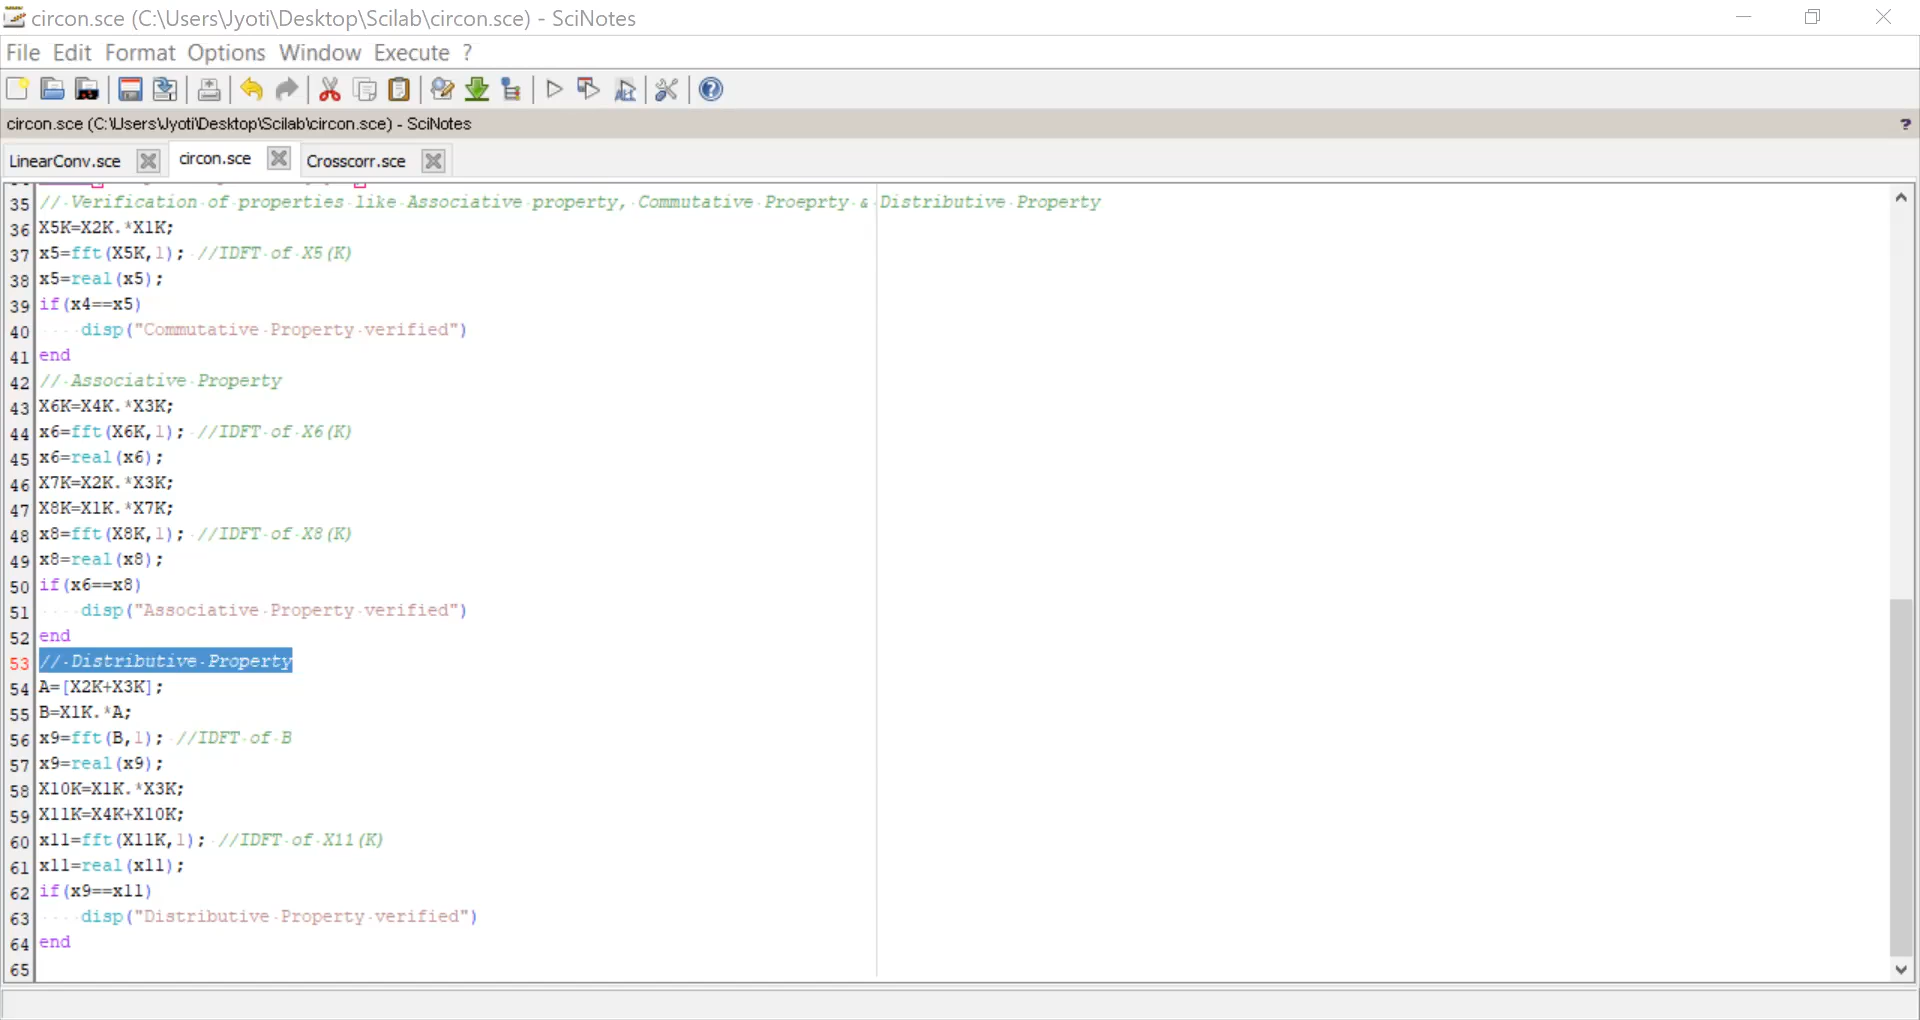 circon.sce (C:\Users\Jyoti\Desktop\Scilab\circon.sce) - SciNotes
File Edit Format Options Window Execute ?
circon.sce (C:\Users\Jyoti\Desktop\Scilab\circon.sce) - SciNotes ?
LinearConv.sce circon.sce Crosscorr.sce
35 // Verification of properties like Associative property, Commutative Proeprty & Distributive Property
36 X5K=X2K.*X1K;
37 x5=fft(X5K,1); //IDFT of X5(K)
38 x5=real(x5);
39 if(x4==x5)
40     disp("Commutative Property verified")
41 end
42 // Associative Property
43 X6K=X4K.*X3K;
44 x6=fft(X6K,1); //IDFT of X6(K)
45 x6=real(x6);
46 X7K=X2K.*X3K;
47 X8K=X1K.*X7K;
48 x8=fft(X8K,1); //IDFT of X8(K)
49 x8=real(x8);
50 if(x6==x8)
51     disp("Associative Property verified")
52 end
53 // Distributive Property
54 A=[X2K+X3K];
55 B=X1K.*A;
56 x9=fft(B,1); //IDFT of B
57 x9=real(x9);
58 X10K=X1K.*X3K;
59 X11K=X4K+X10K;
60 x11=fft(X11K,1); //IDFT of X11(K)
61 x11=real(x11);
62 if(x9==x11)
63     disp("Distributive Property verified")
64 end
65